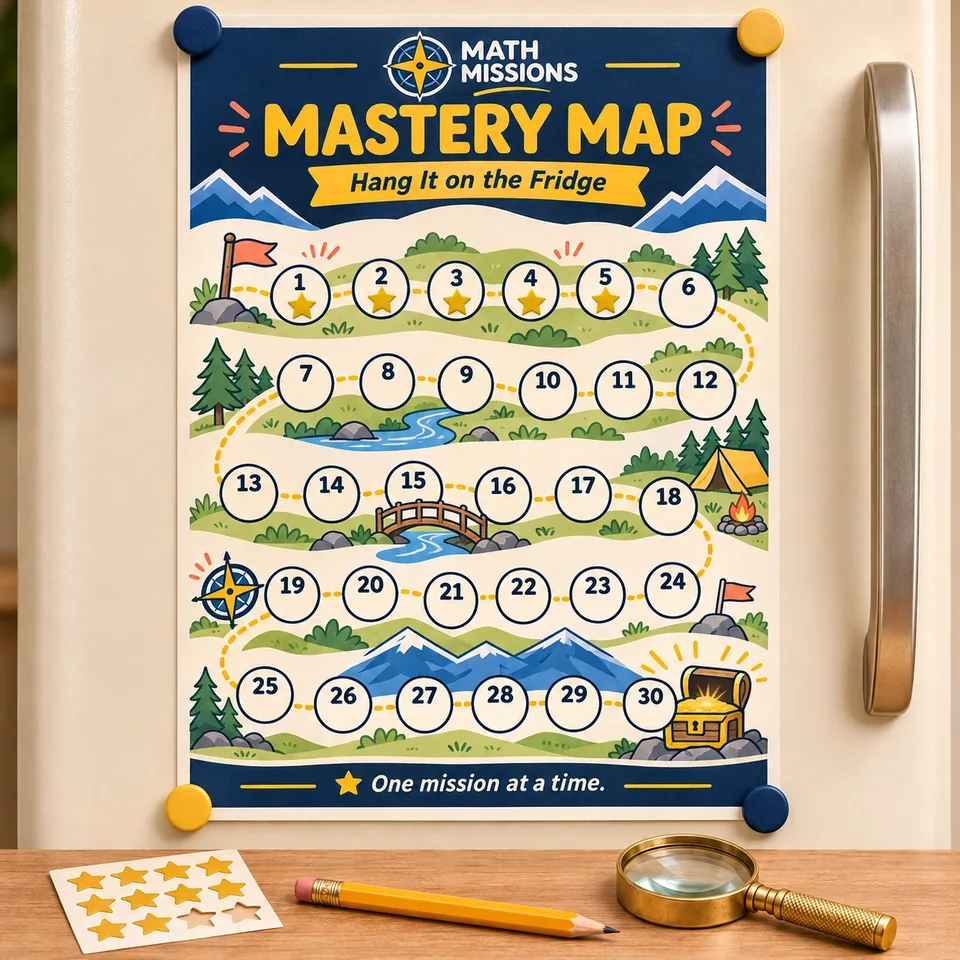 MATH
MISSIONS
MASTERY MAP
Hang It on the Fridge
1 2 3 4 5 6
7 8 9 10 11 12
13 14 15 16 17 18
19 20 21 22 23 24
25 26 27 28 29 30
One mission at a time.